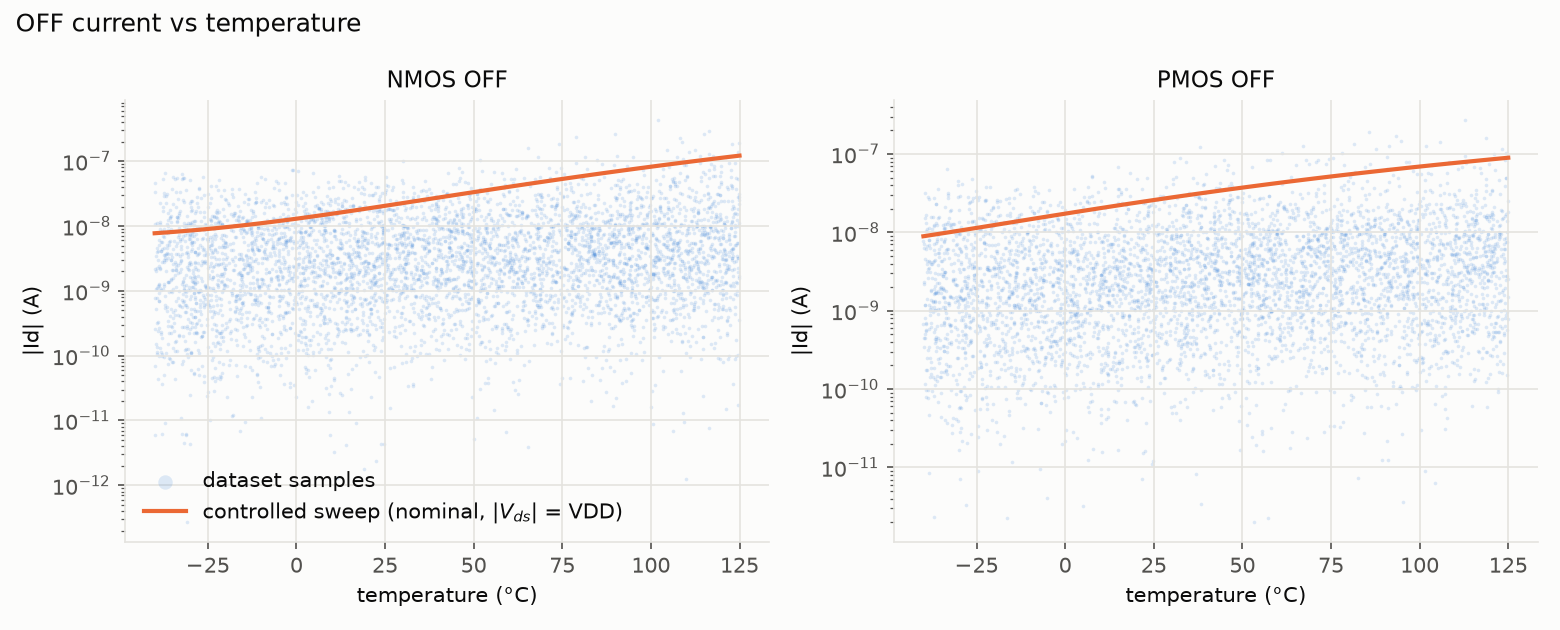 OFF current vs temperature
NMOS OFF
|Id| (A)
10⁻⁷
10⁻⁸
10⁻⁹
10⁻¹⁰
10⁻¹¹
10⁻¹²
dataset samples
controlled sweep (nominal, |V_ds| = VDD)
−25 0 25 50 75 100 125
temperature (°C)
PMOS OFF
|Id| (A)
10⁻⁷
10⁻⁸
10⁻⁹
10⁻¹⁰
10⁻¹¹
−25 0 25 50 75 100 125
temperature (°C)